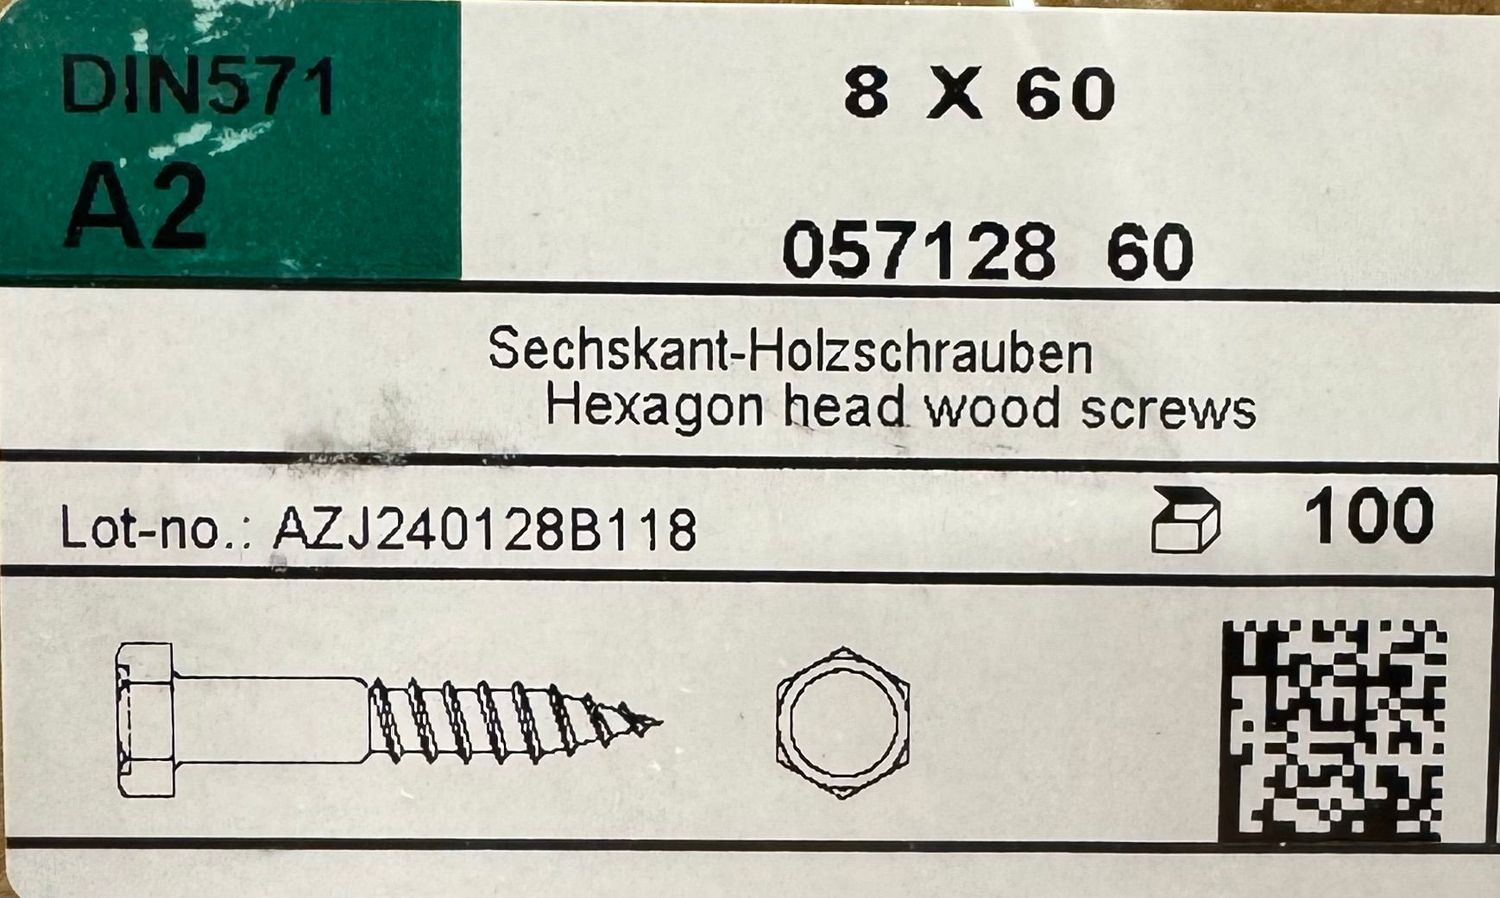 DIN571
8 X 60
A2
057128 60
Sechskant-Holzschrauben
Hexagon head wood screws
Lot-no.: AZJ240128B118
100